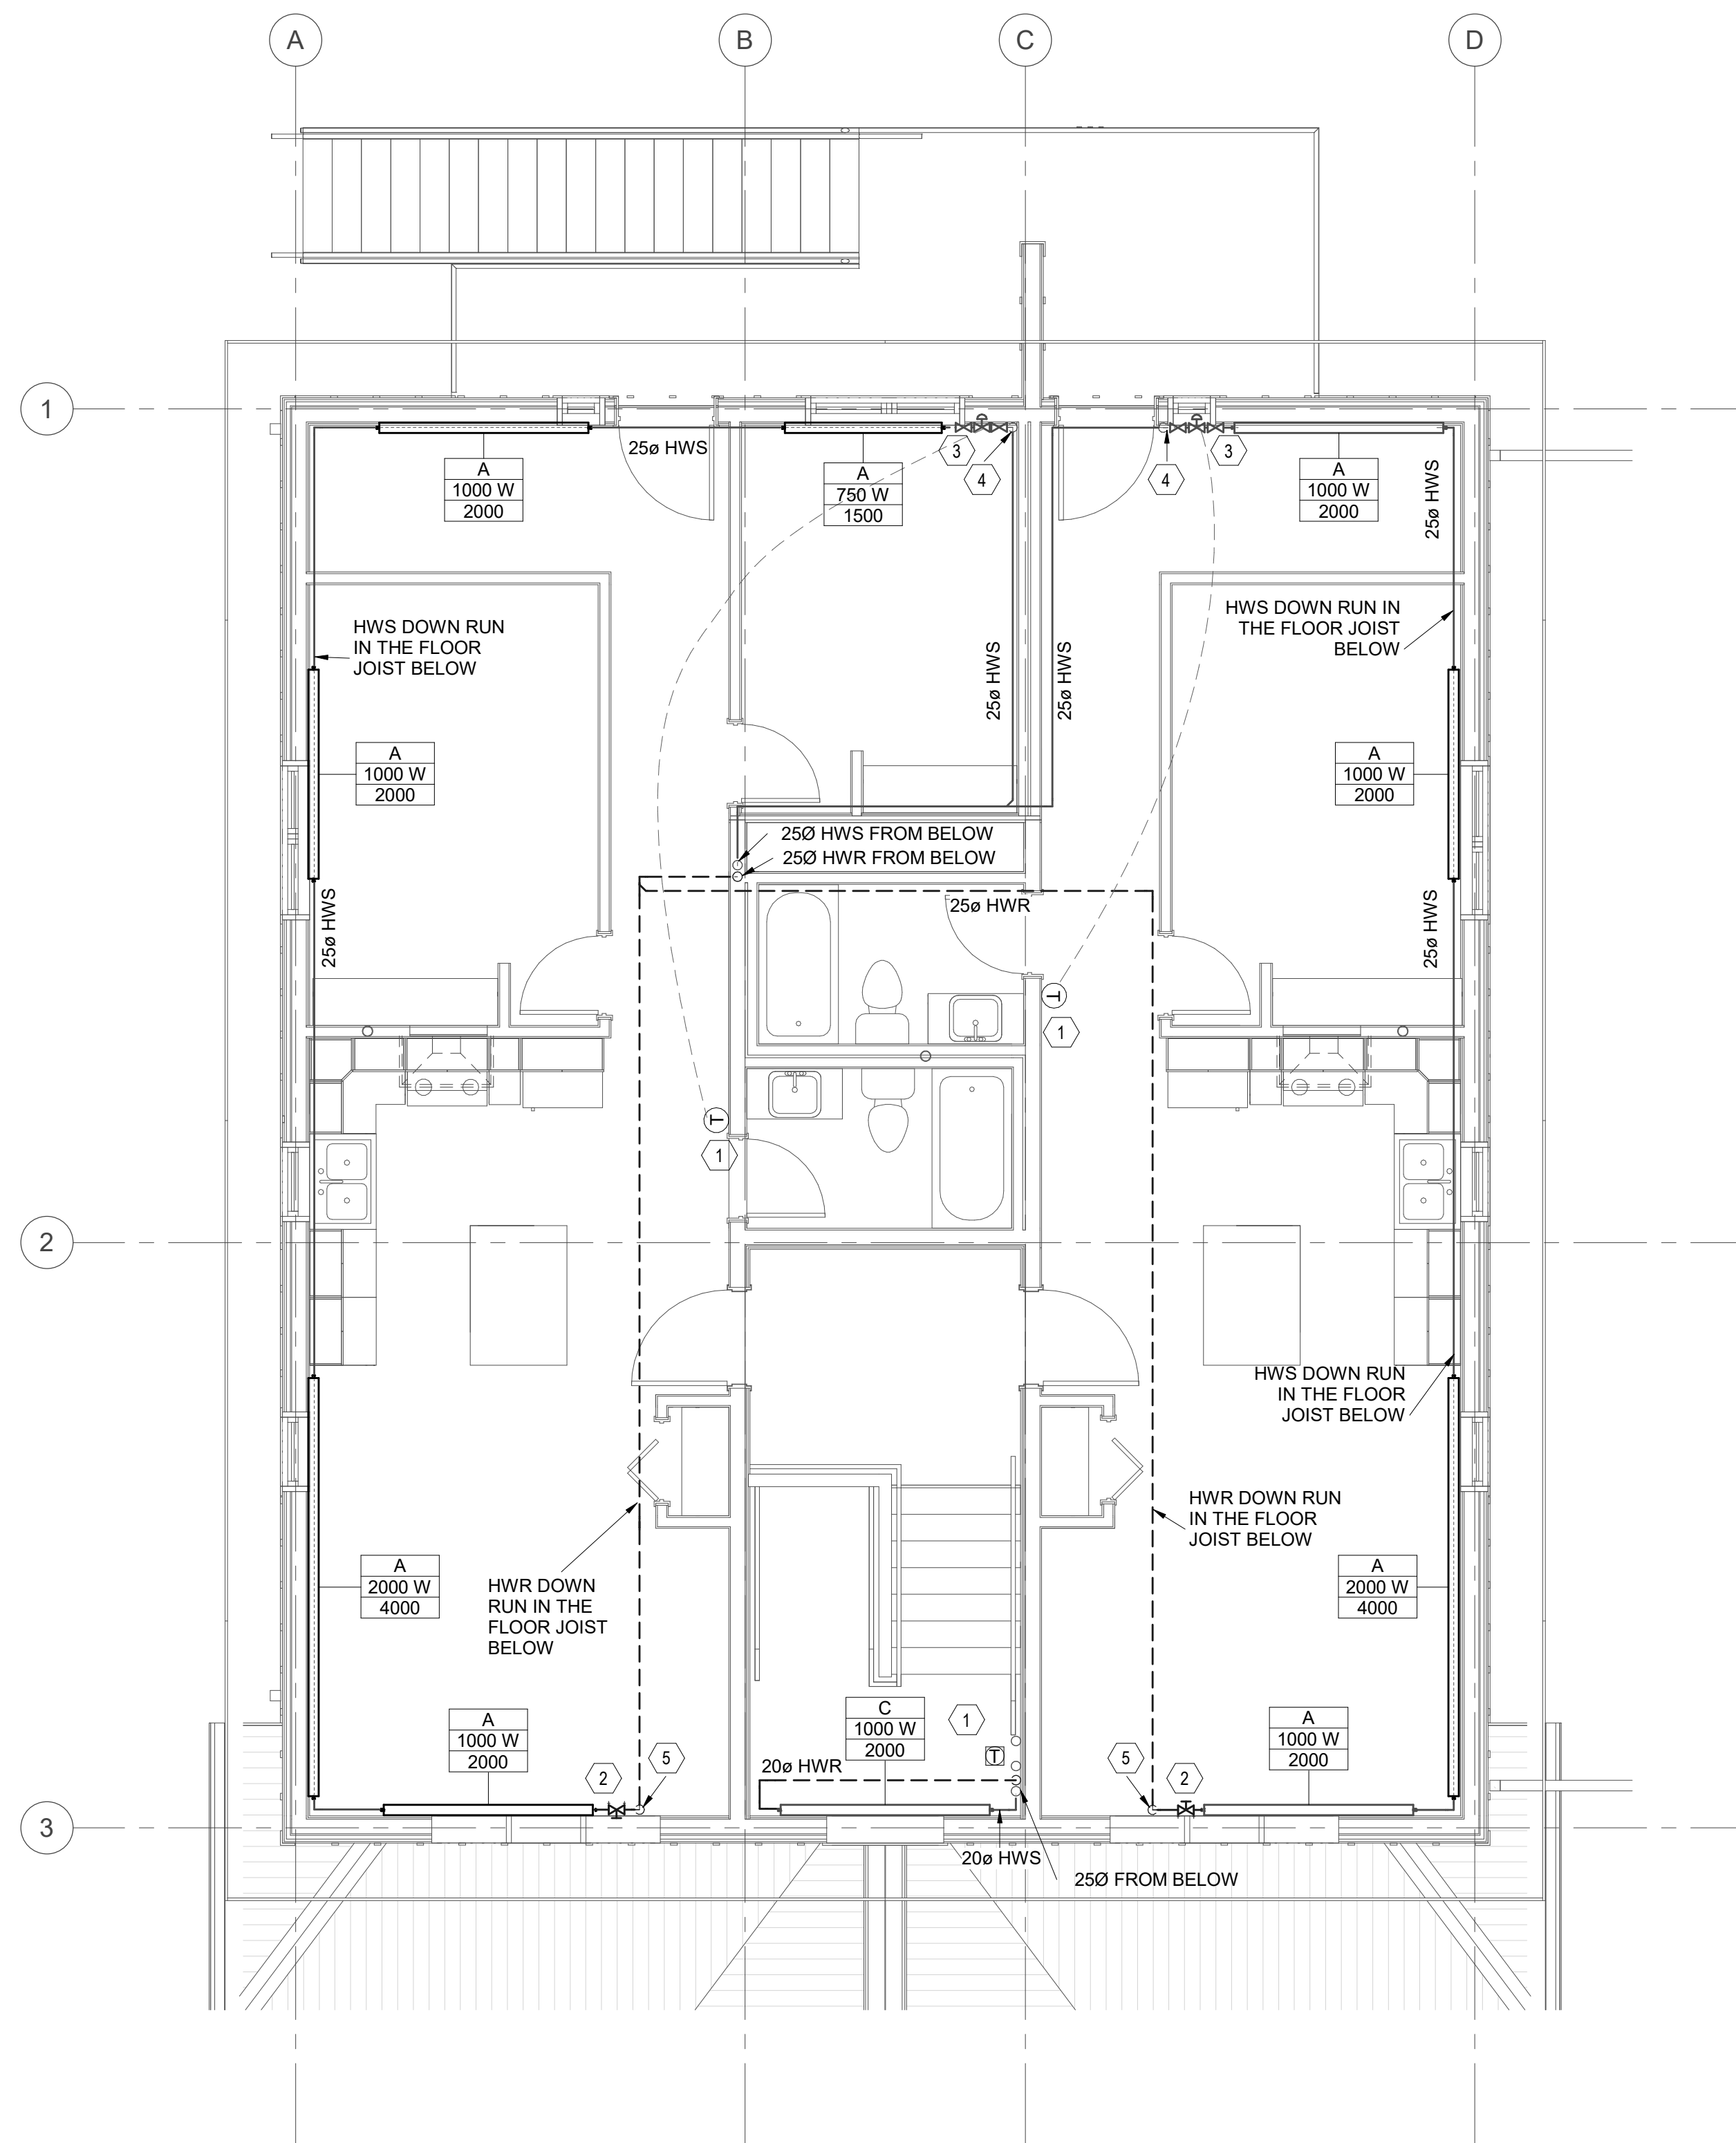 A
B
C
D
1
25ø HWS
3
4
4
3
A
1000 W
2000
A
750 W
1500
A
1000 W
2000
25ø HWS
HWS DOWN RUN
IN THE FLOOR
JOIST BELOW
HWS DOWN RUN IN
THE FLOOR JOIST
BELOW
25ø HWS
25ø HWS
A
1000 W
2000
A
1000 W
2000
25Ø HWS FROM BELOW
25Ø HWR FROM BELOW
25ø HWS
25ø HWR
25ø HWS
T
1
T
1
2
HWS DOWN RUN
IN THE FLOOR
JOIST BELOW
HWR DOWN RUN
IN THE FLOOR
JOIST BELOW
A
2000 W
4000
HWR DOWN
RUN IN THE
FLOOR JOIST
BELOW
A
2000 W
4000
A
1000 W
2000
C
1000 W
2000
1
A
1000 W
2000
T
20ø HWR
2
5
5
2
3
20ø HWS
25Ø FROM BELOW